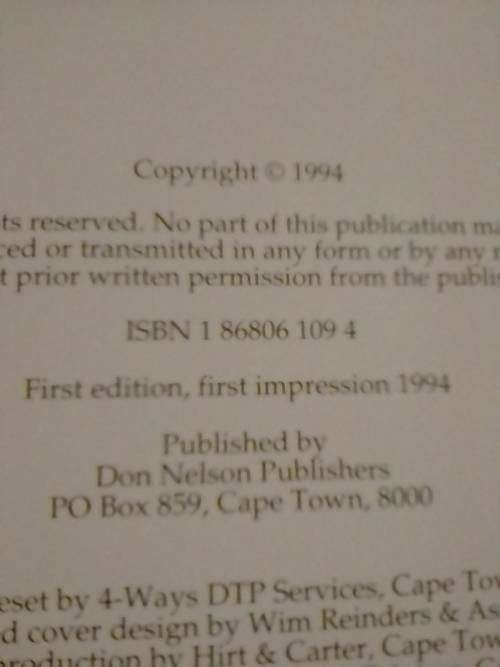 Copyright © 1994
ts reserved. No part of this publication ma
ced or transmitted in any form or by any
t prior written permission from the publis
ISBN 1 86806 109 4
First edition, first impression 1994
Published by
Don Nelson Publishers
PO Box 859, Cape Town, 8000
eset by 4-Ways DTP Services, Cape Tow
d cover design by Wim Reinders & As
production by Hirt & Carter, Cape Tow